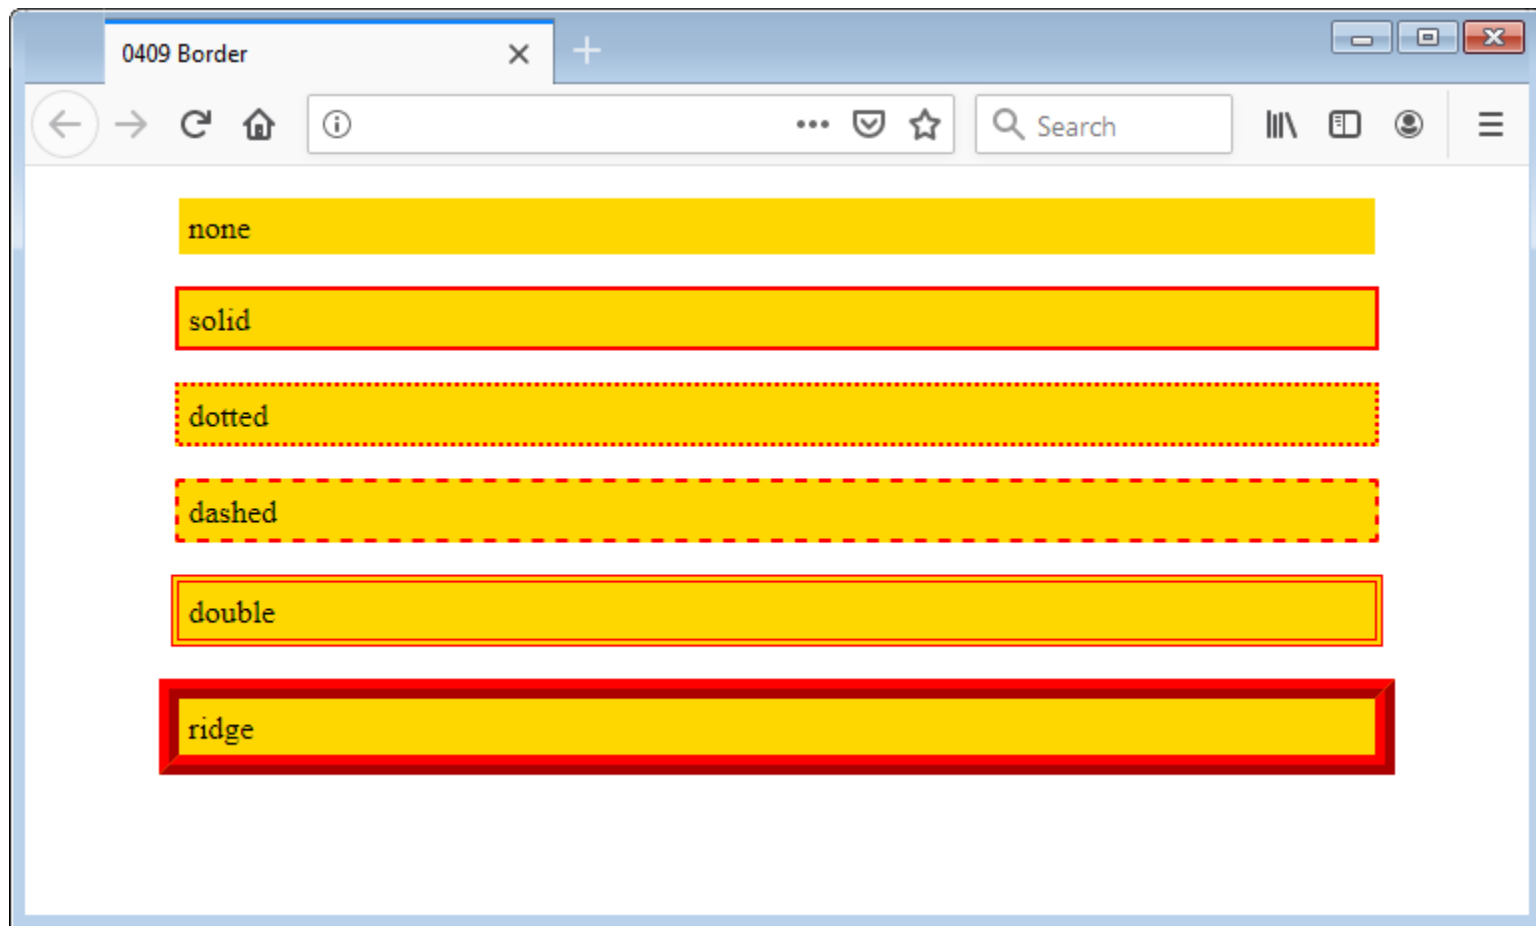 0409 Border
Search
none
solid
dotted
dashed
double
ridge